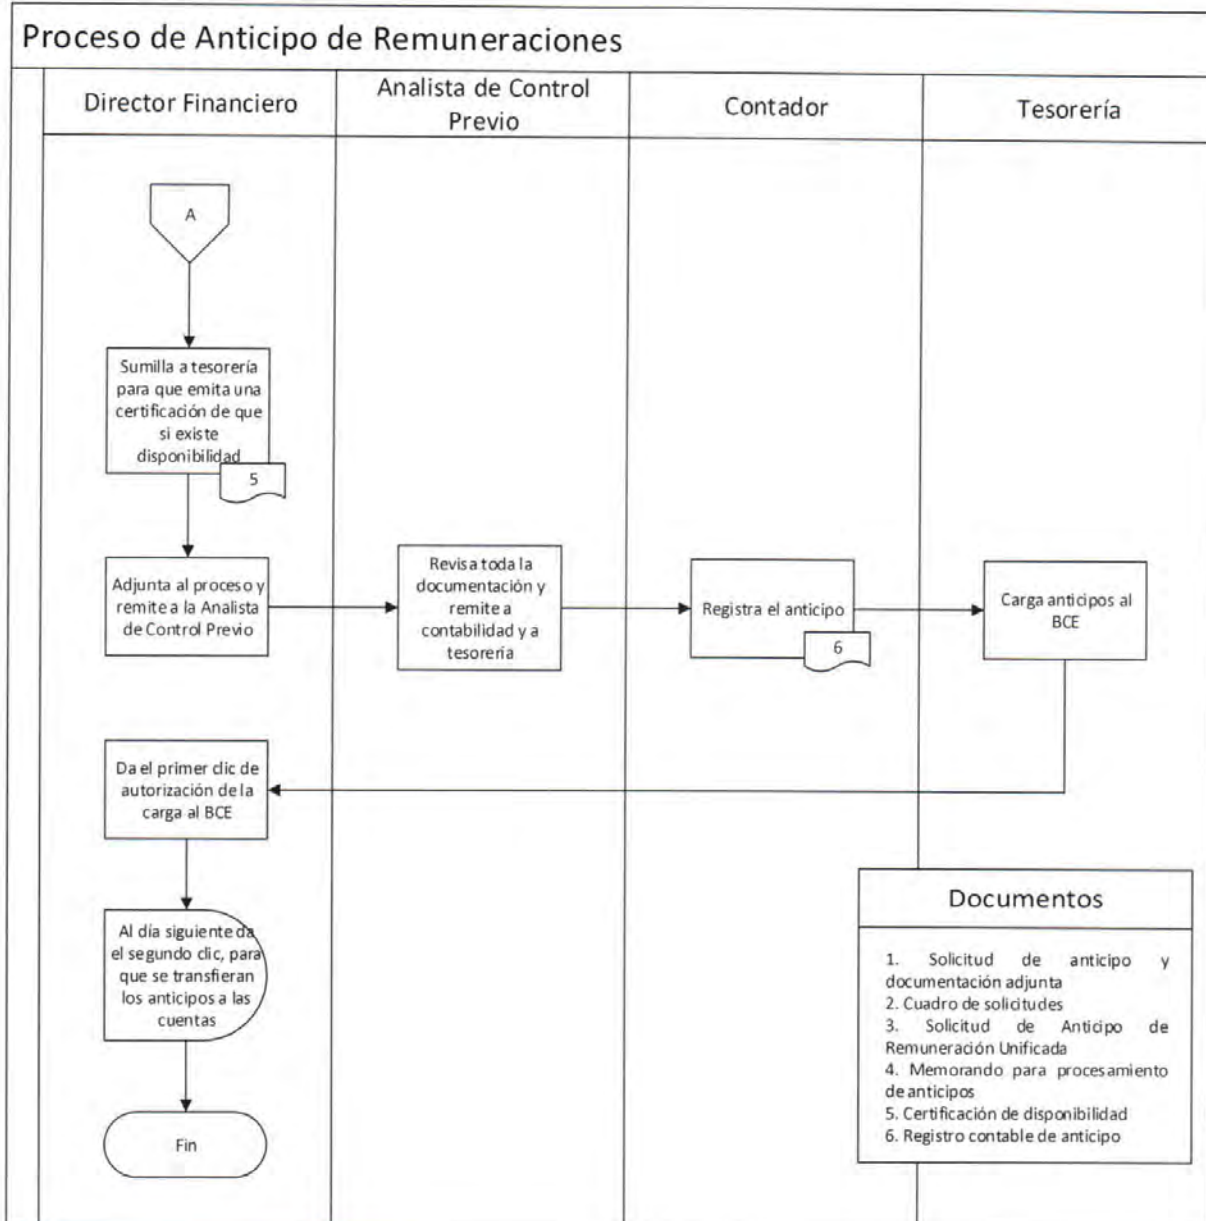 Proceso de Anticipo de Remuneraciones
Director Financiero
Analista de Control
Previo
Contador
Tesorería
A
Sumilla a tesorería
para que emita una
certificación de que
si existe
disponibilidad
5
Adjunta al proceso y
remite a la Analista
de Control Previo
Revisa toda la
documentación y
remite a
contabilidad y a
tesorería
Registra el anticipo
6
Carga anticipos al
BCE
Da el primer clic de
autorización de la
carga al BCE
Al día siguiente da
el segundo clic, para
que se transfieran
los anticipos a las
cuentas
Fin
Documentos
1. Solicitud de anticipo y
documentación adjunta
2. Cuadro de solicitudes
3. Solicitud de Anticipo de
Remuneración Unificada
4. Memorando para procesamiento
de anticipos
5. Certificación de disponibilidad
6. Registro contable de anticipo